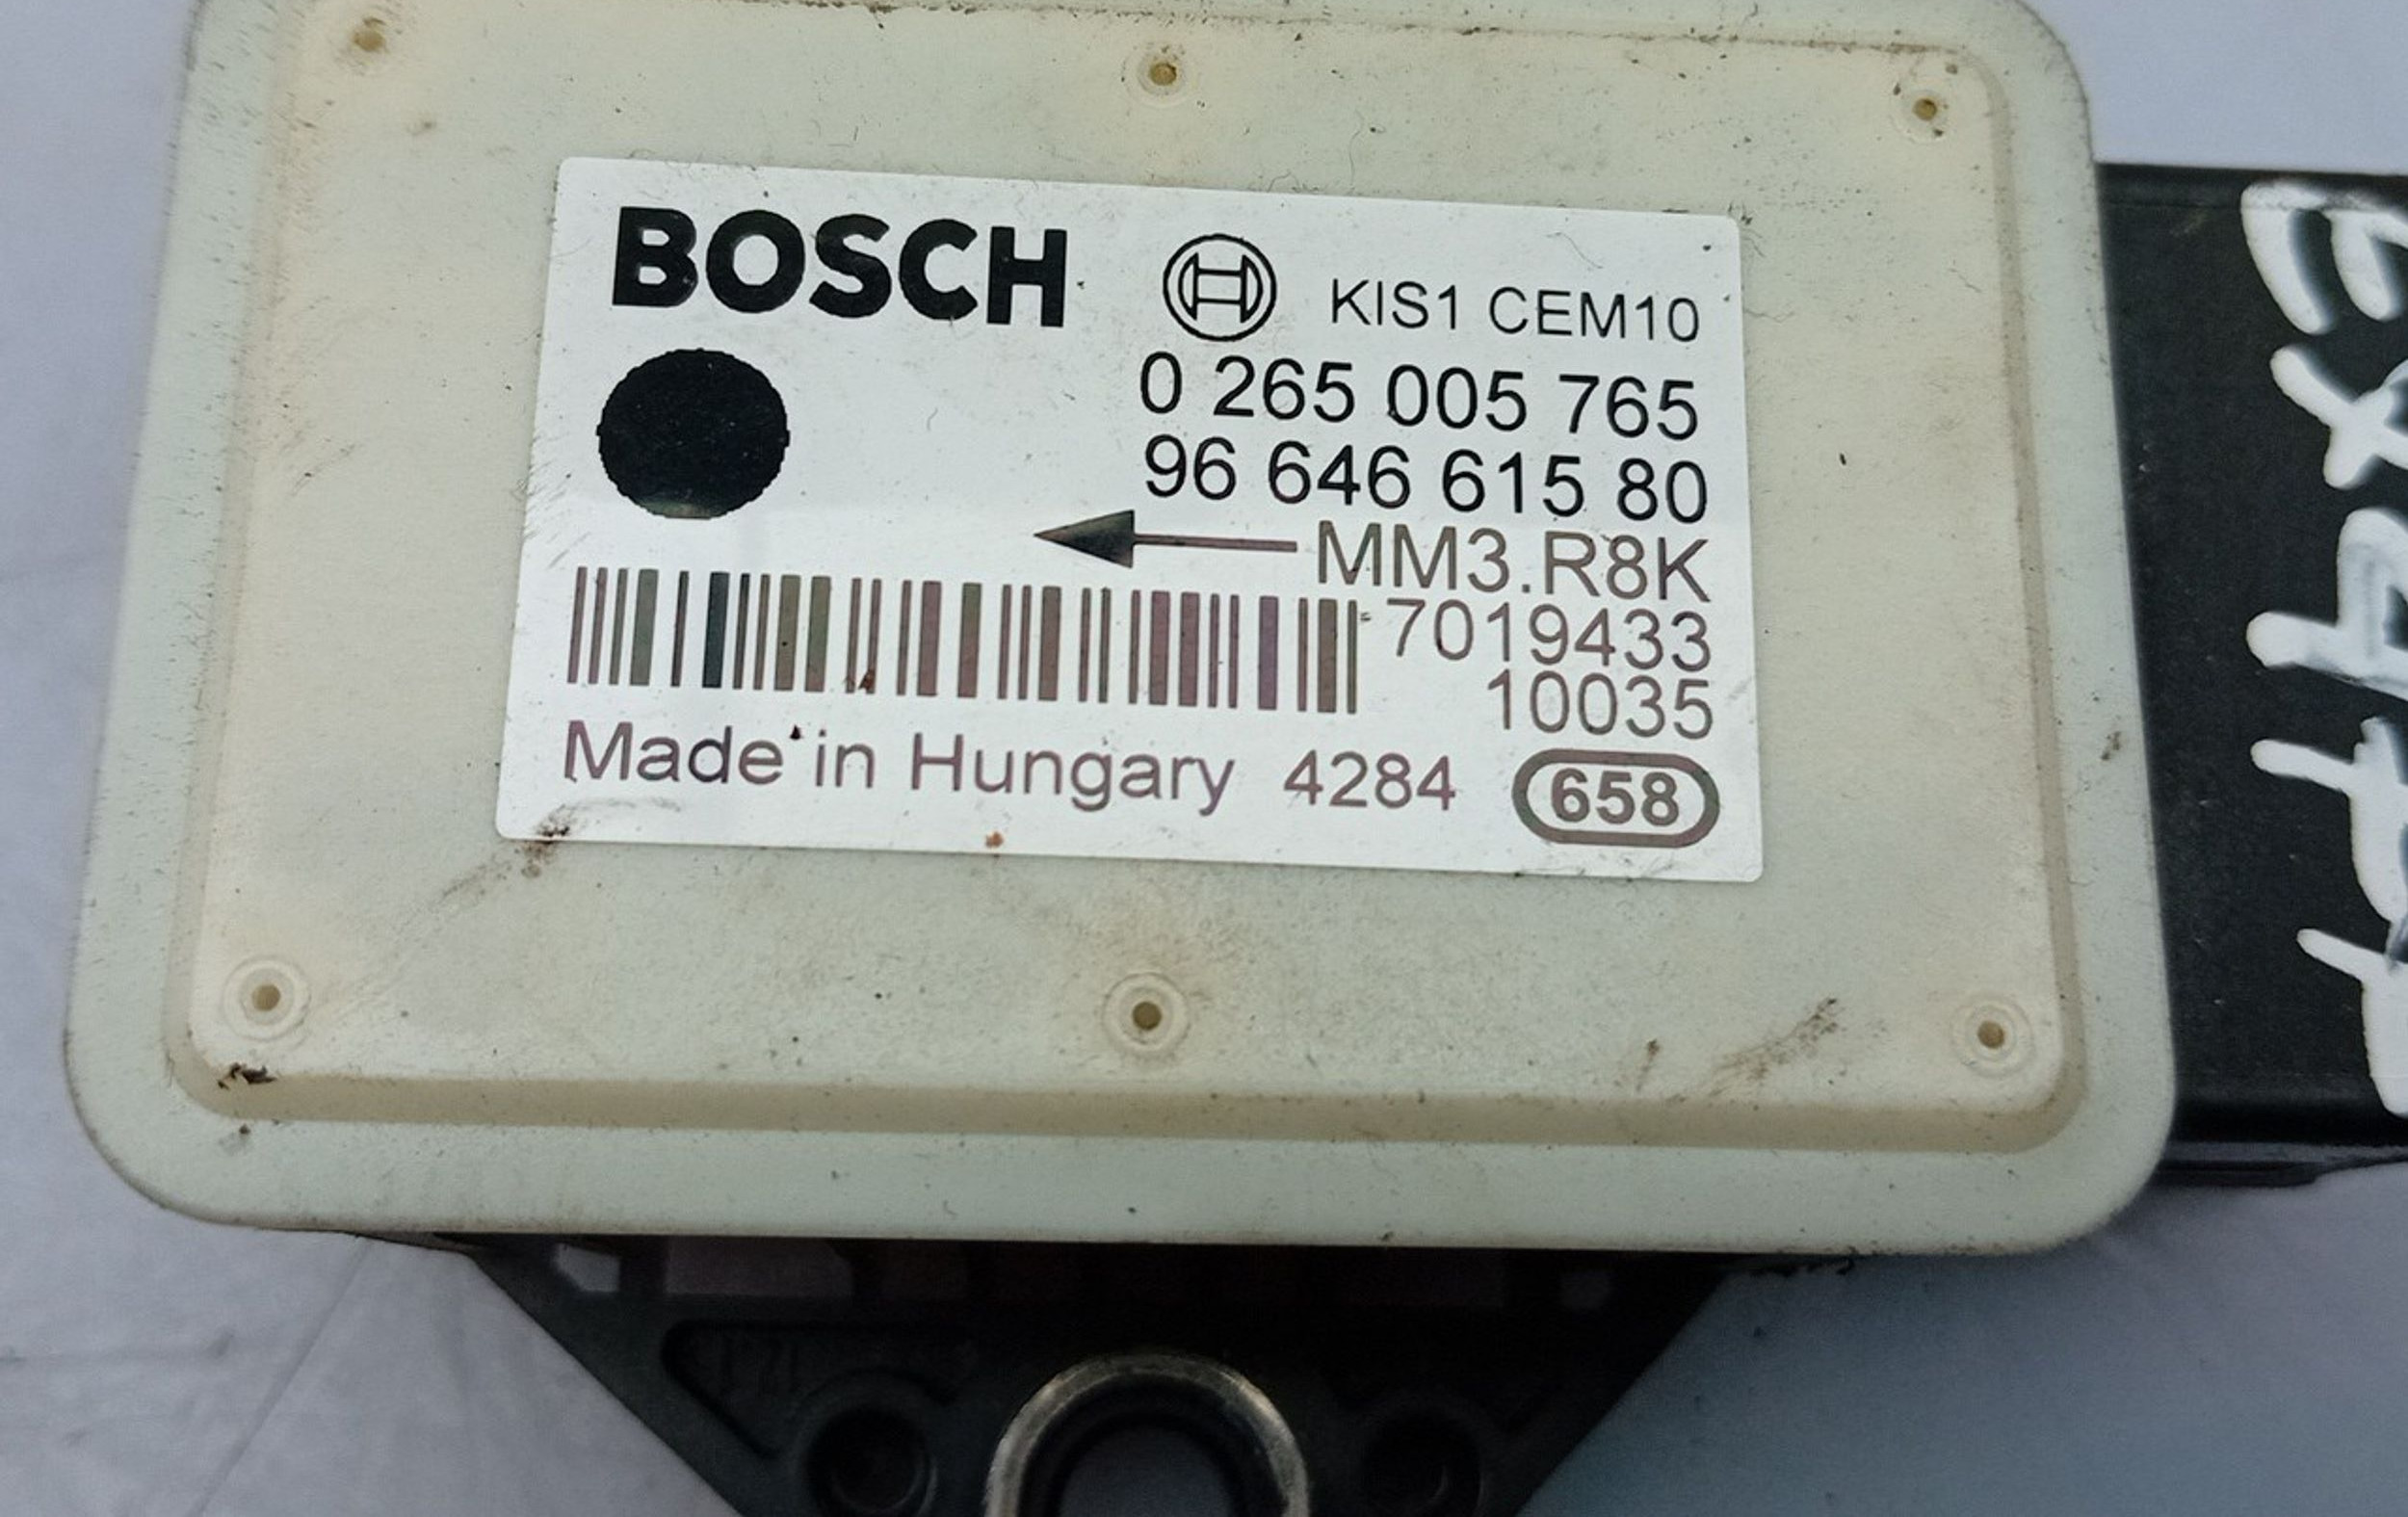 BOSCH KIS1 CEM10
0 265 005 765
96 646 615 80
MM3.R8K
7019433
10035
Made in Hungary 4284 658